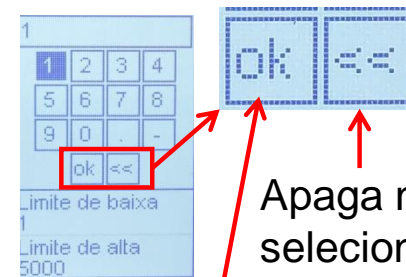 1
1 2 3 4
5 6 7 8
9 0 . -
ok <<
Limite de baixa
1
Limite de alta
5000
ok <<
Apaga
selecion